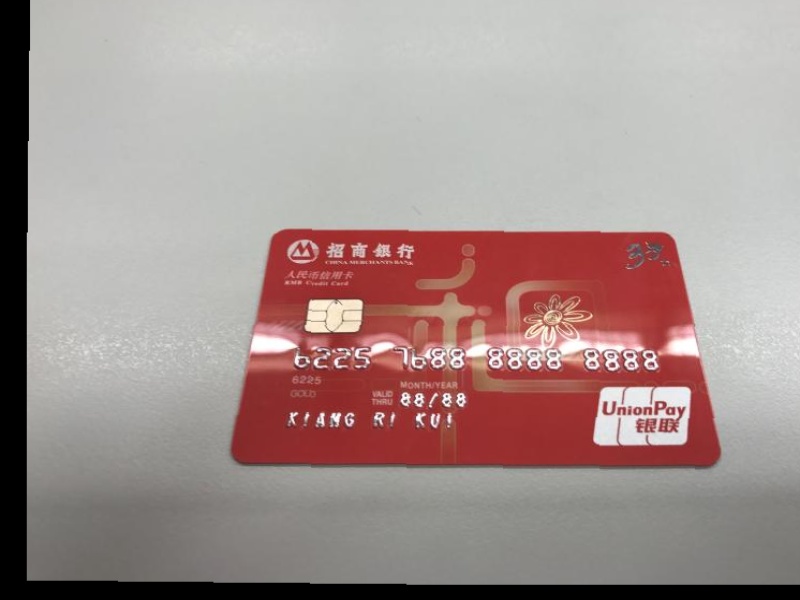 招商銀行
CHINA MERCHANTS BANK
人民币信用卡
RMB Credit Card
6225 7688 8888 8888
6225
MONTH/YEAR
GOLD
VALID THRU
88/88
XIANG RI KUI
UnionPay
银联